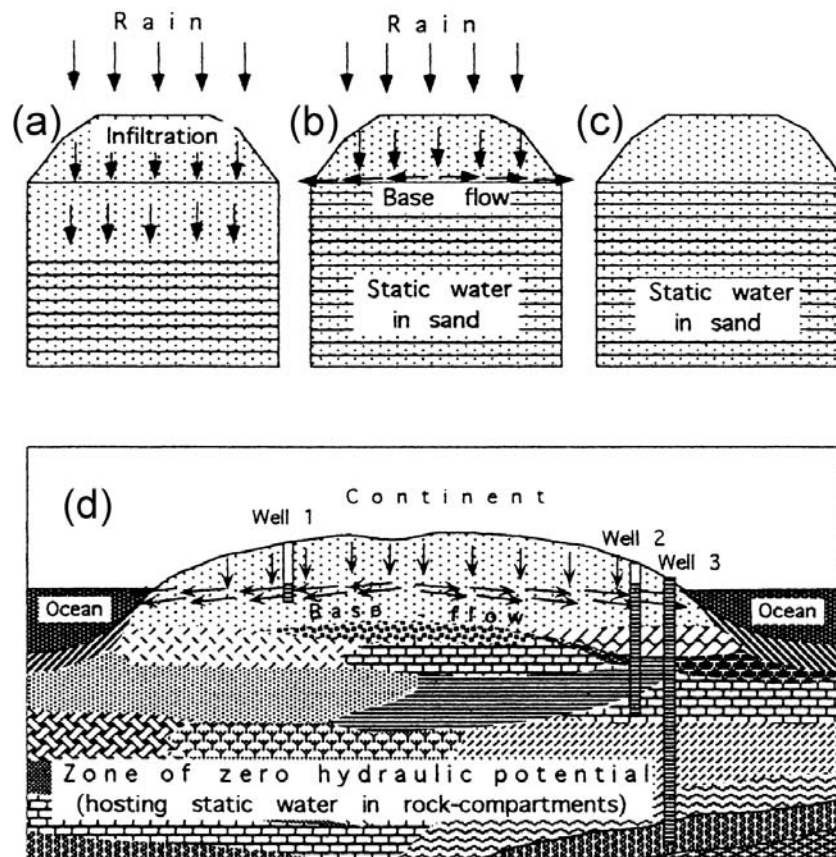 Rain
Rain
(a)
(b)
(c)
Infiltration
Base flow
Static water
in sand
Static water
in sand
(d)
Continent
Well 1
Well 2
Well 3
Ocean
Ocean
Base - flow
Zone of zero hydraulic potential
(hosting static water in rock-compartments)